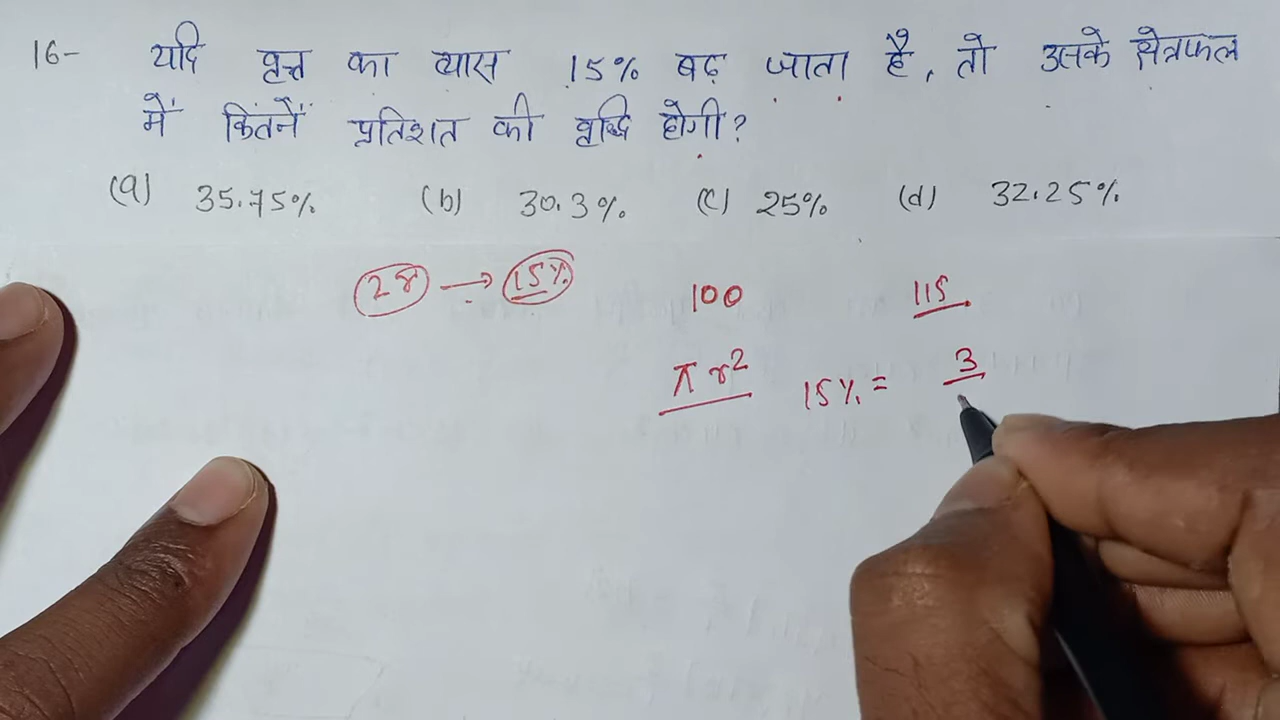 16- यदि वृत्त का व्यास 15% बढ़ जाता है, तो उसके क्षेत्रफल
में कितनें प्रतिशत की वृद्धि होगी?
(a) 35.75% (b) 30.3% (c) 25% (d) 32.25%
2r → 15% 100 115
πr² 15% = 3